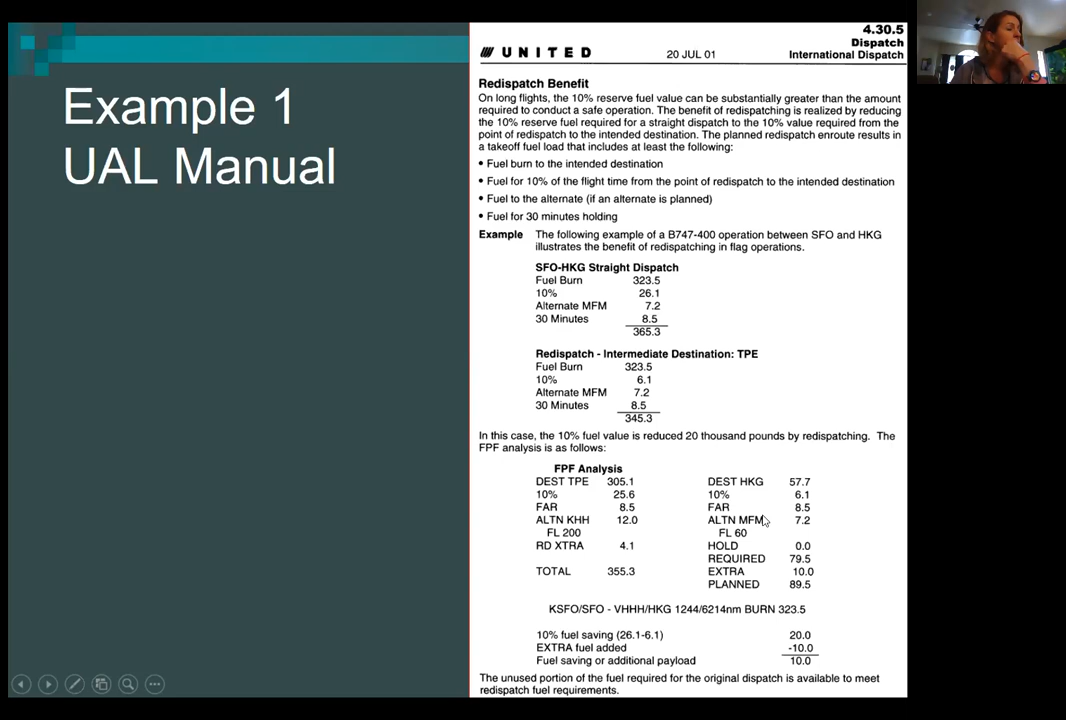 Example 1
UAL Manual
UNITED
20 JUL 01
4.30.5
Dispatch
International Dispatch
Redispatch Benefit
On long flights, the 10% reserve fuel value can be substantially greater than the amount
required to conduct a safe operation. The benefit of redispatching is realized by reducing
the 10% reserve fuel required for a straight dispatch to the 10% value required from the
point of redispatch to the intended destination. The planned redispatch enroute results in
a takeoff fuel load that includes at least the following:
• Fuel burn to the intended destination
• Fuel for 10% of the flight time from the point of redispatch to the intended destination
• Fuel to the alternate (if an alternate is planned)
• Fuel for 30 minutes holding
Example The following example of a B747-400 operation between SFO and HKG
illustrates the benefit of redispatching in flag operations.
SFO-HKG Straight Dispatch
Fuel Burn 323.5
10% 26.1
Alternate MFM 7.2
30 Minutes 8.5
365.3
Redispatch - Intermediate Destination: TPE
Fuel Burn 323.5
10% 6.1
Alternate MFM 7.2
30 Minutes 8.5
345.3
In this case, the 10% fuel value is reduced 20 thousand pounds by redispatching. The
FPF analysis is as follows:
FPF Analysis
DEST TPE 305.1 DEST HKG 57.7
10% 25.6 10% 6.1
FAR 8.5 FAR 8.5
ALTN KHH 12.0 ALTN MFM 7.2
FL 200 FL 60
RD XTRA 4.1 HOLD 0.0
REQUIRED 79.5
TOTAL 355.3 EXTRA 10.0
PLANNED 89.5
KSFO/SFO - VHHH/HKG 1244/6214nm BURN 323.5
10% fuel saving (26.1-6.1) 20.0
EXTRA fuel added -10.0
Fuel saving or additional payload 10.0
The unused portion of the fuel required for the original dispatch is available to meet
redispatch fuel requirements.